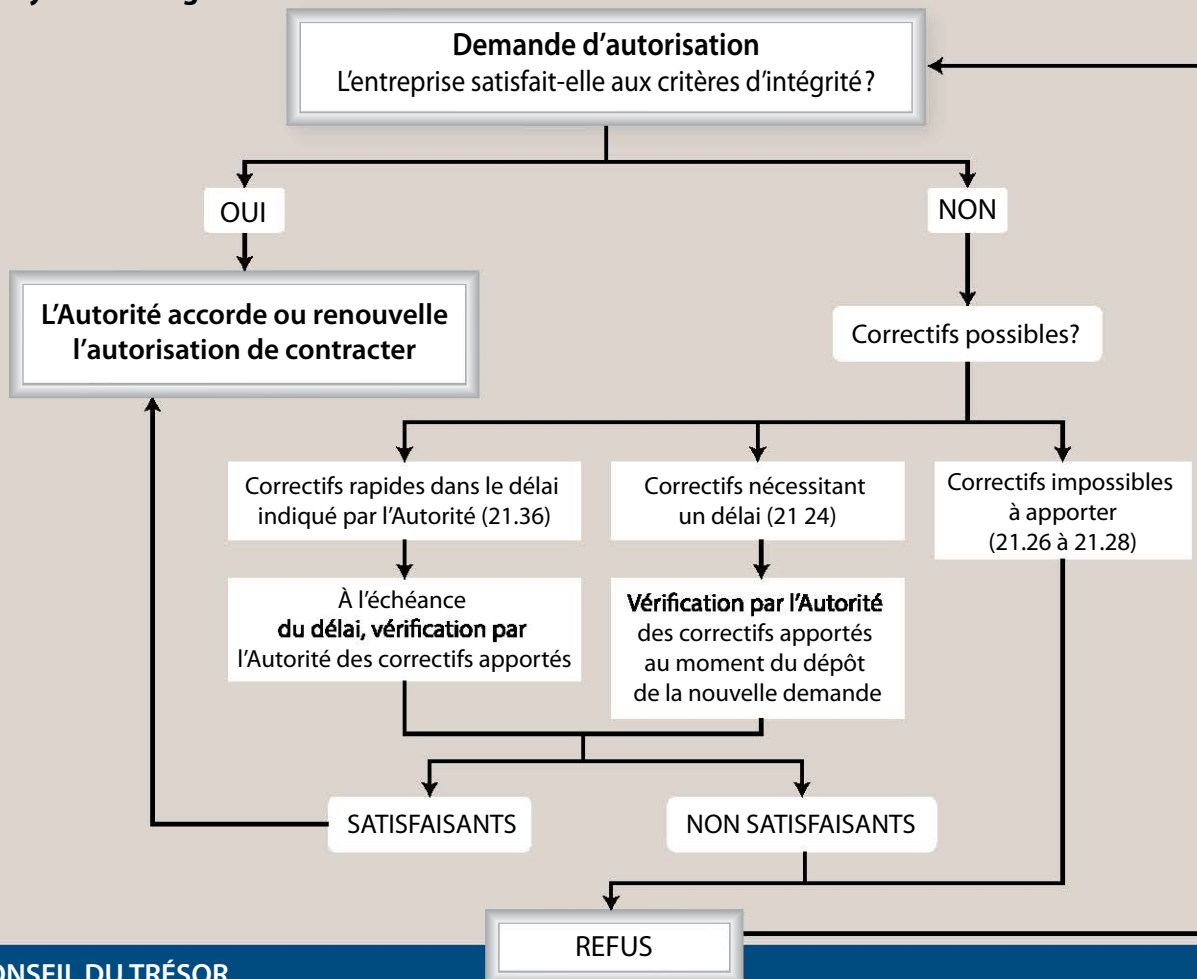 Demande d'autorisation
L'entreprise satisfait-elle aux critères d'intégrité ?
OUI
NON
L'Autorité accorde ou renouvelle
l'autorisation de contracter
Correctifs possibles?
Correctifs rapides dans le délai
indiqué par l'Autorité (21.36)
Correctifs nécessitant
un délai (21 24)
Correctifs impossibles
à apporter
(21.26 à 21.28)
À l'échéance
du délai, vérification par
l'Autorité des correctifs apportés
Vérification par l'Autorité
des correctifs apportés
au moment du dépôt
de la nouvelle demande
SATISFAISANTS
NON SATISFAISANTS
REFUS
ONSEIL DU TRÉSOR